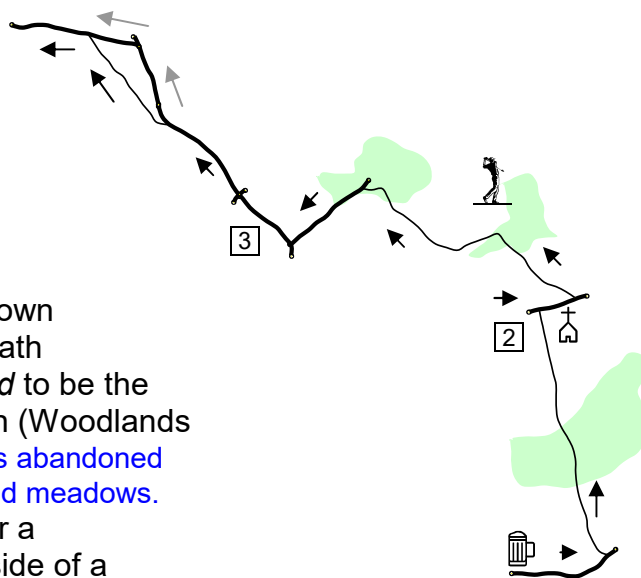 3
2
own
ath
d to be the
n (Woodlands
s abandoned
d meadows.
r a
side of a